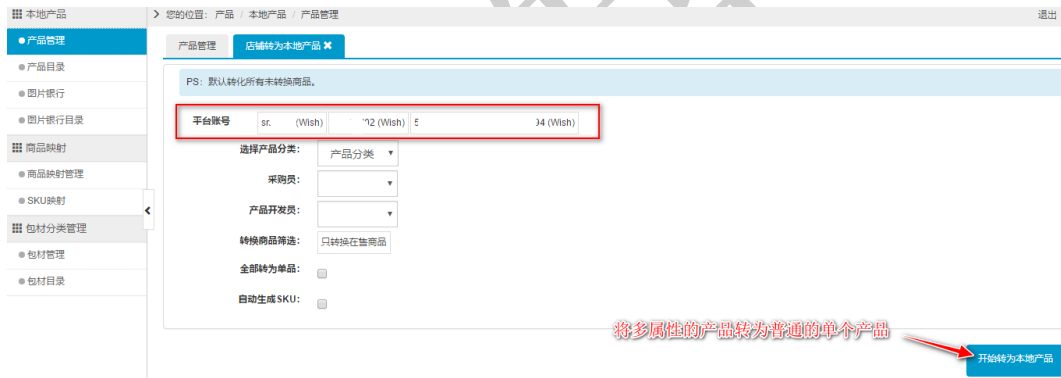 本地产品
您的位置: 产品 / 本地产品 / 产品管理
退出
产品管理
产品目录
图片银行
图片银行目录
商品映射
商品映射管理
SKU映射
包材分类管理
包材管理
包材目录
产品管理 店铺转为本地产品
PS: 默认转化所有未转换商品。
平台账号 sr. (Wish) 02 (Wish) 5 94 (Wish)
选择产品分类: 产品分类
采购员:
产品开发员:
转换商品筛选: 只转换在售商品
全部转为单品:
自动生成SKU:
将多属性的产品转为普通的单个产品
开始转为本地产品